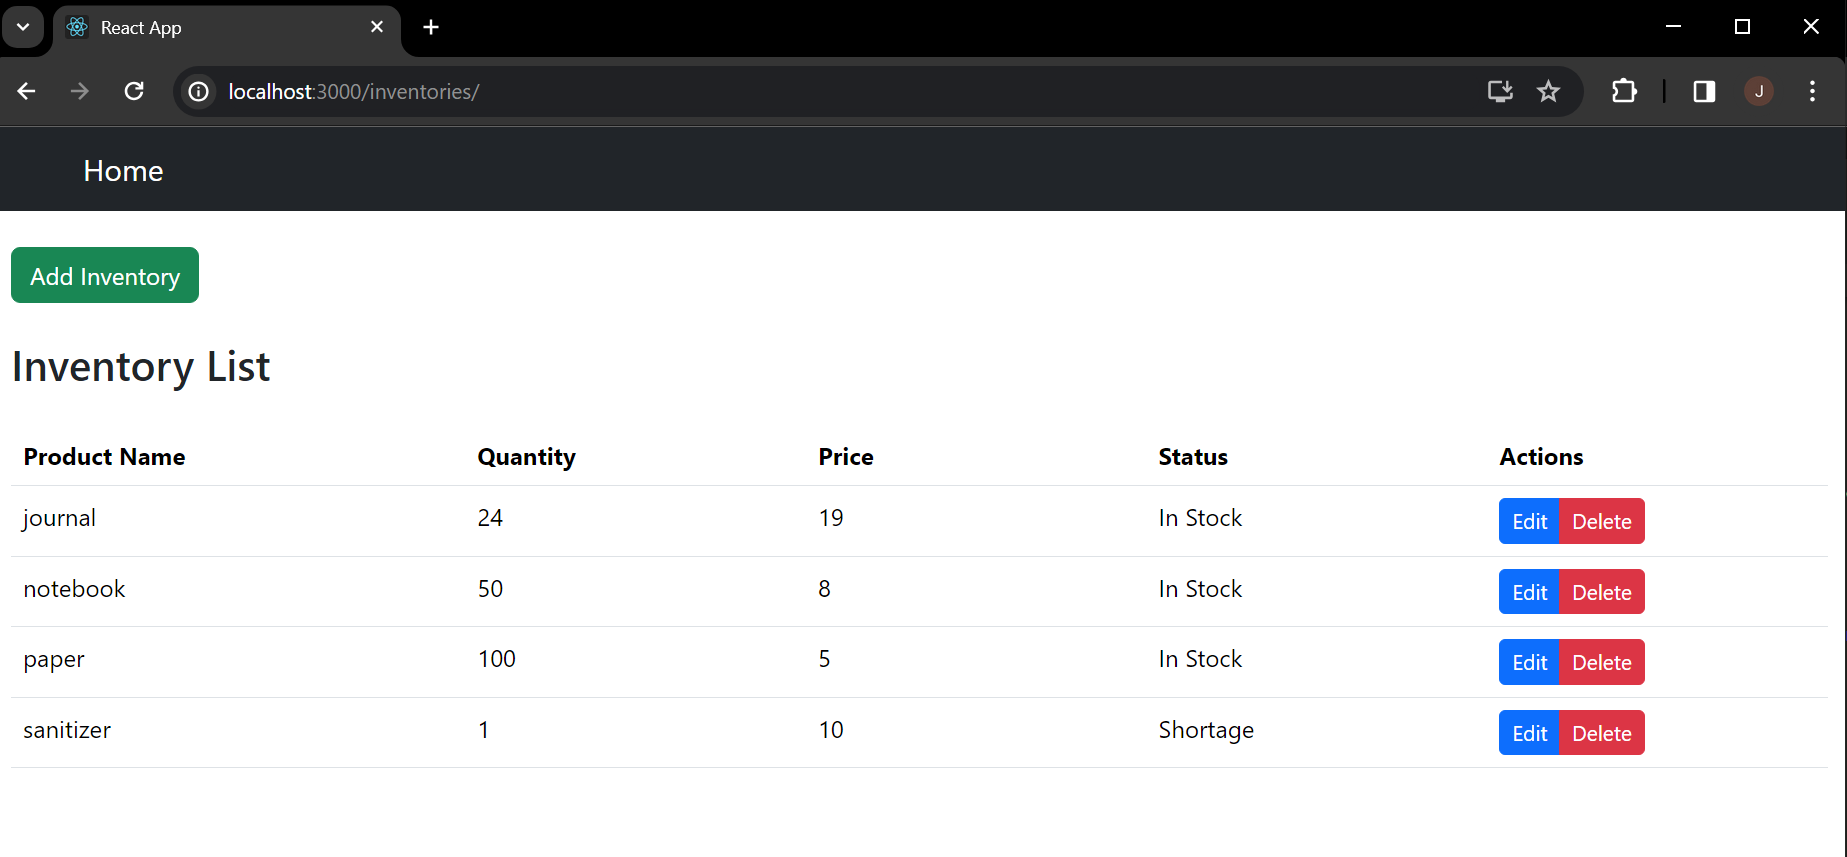 React App
localhost:3000/inventories/
J
Home
Add Inventory
Inventory List
Product Name Quantity Price Status Actions
journal 24 19 In Stock Edit Delete
notebook 50 8 In Stock Edit Delete
paper 100 5 In Stock Edit Delete
sanitizer 1 10 Shortage Edit Delete